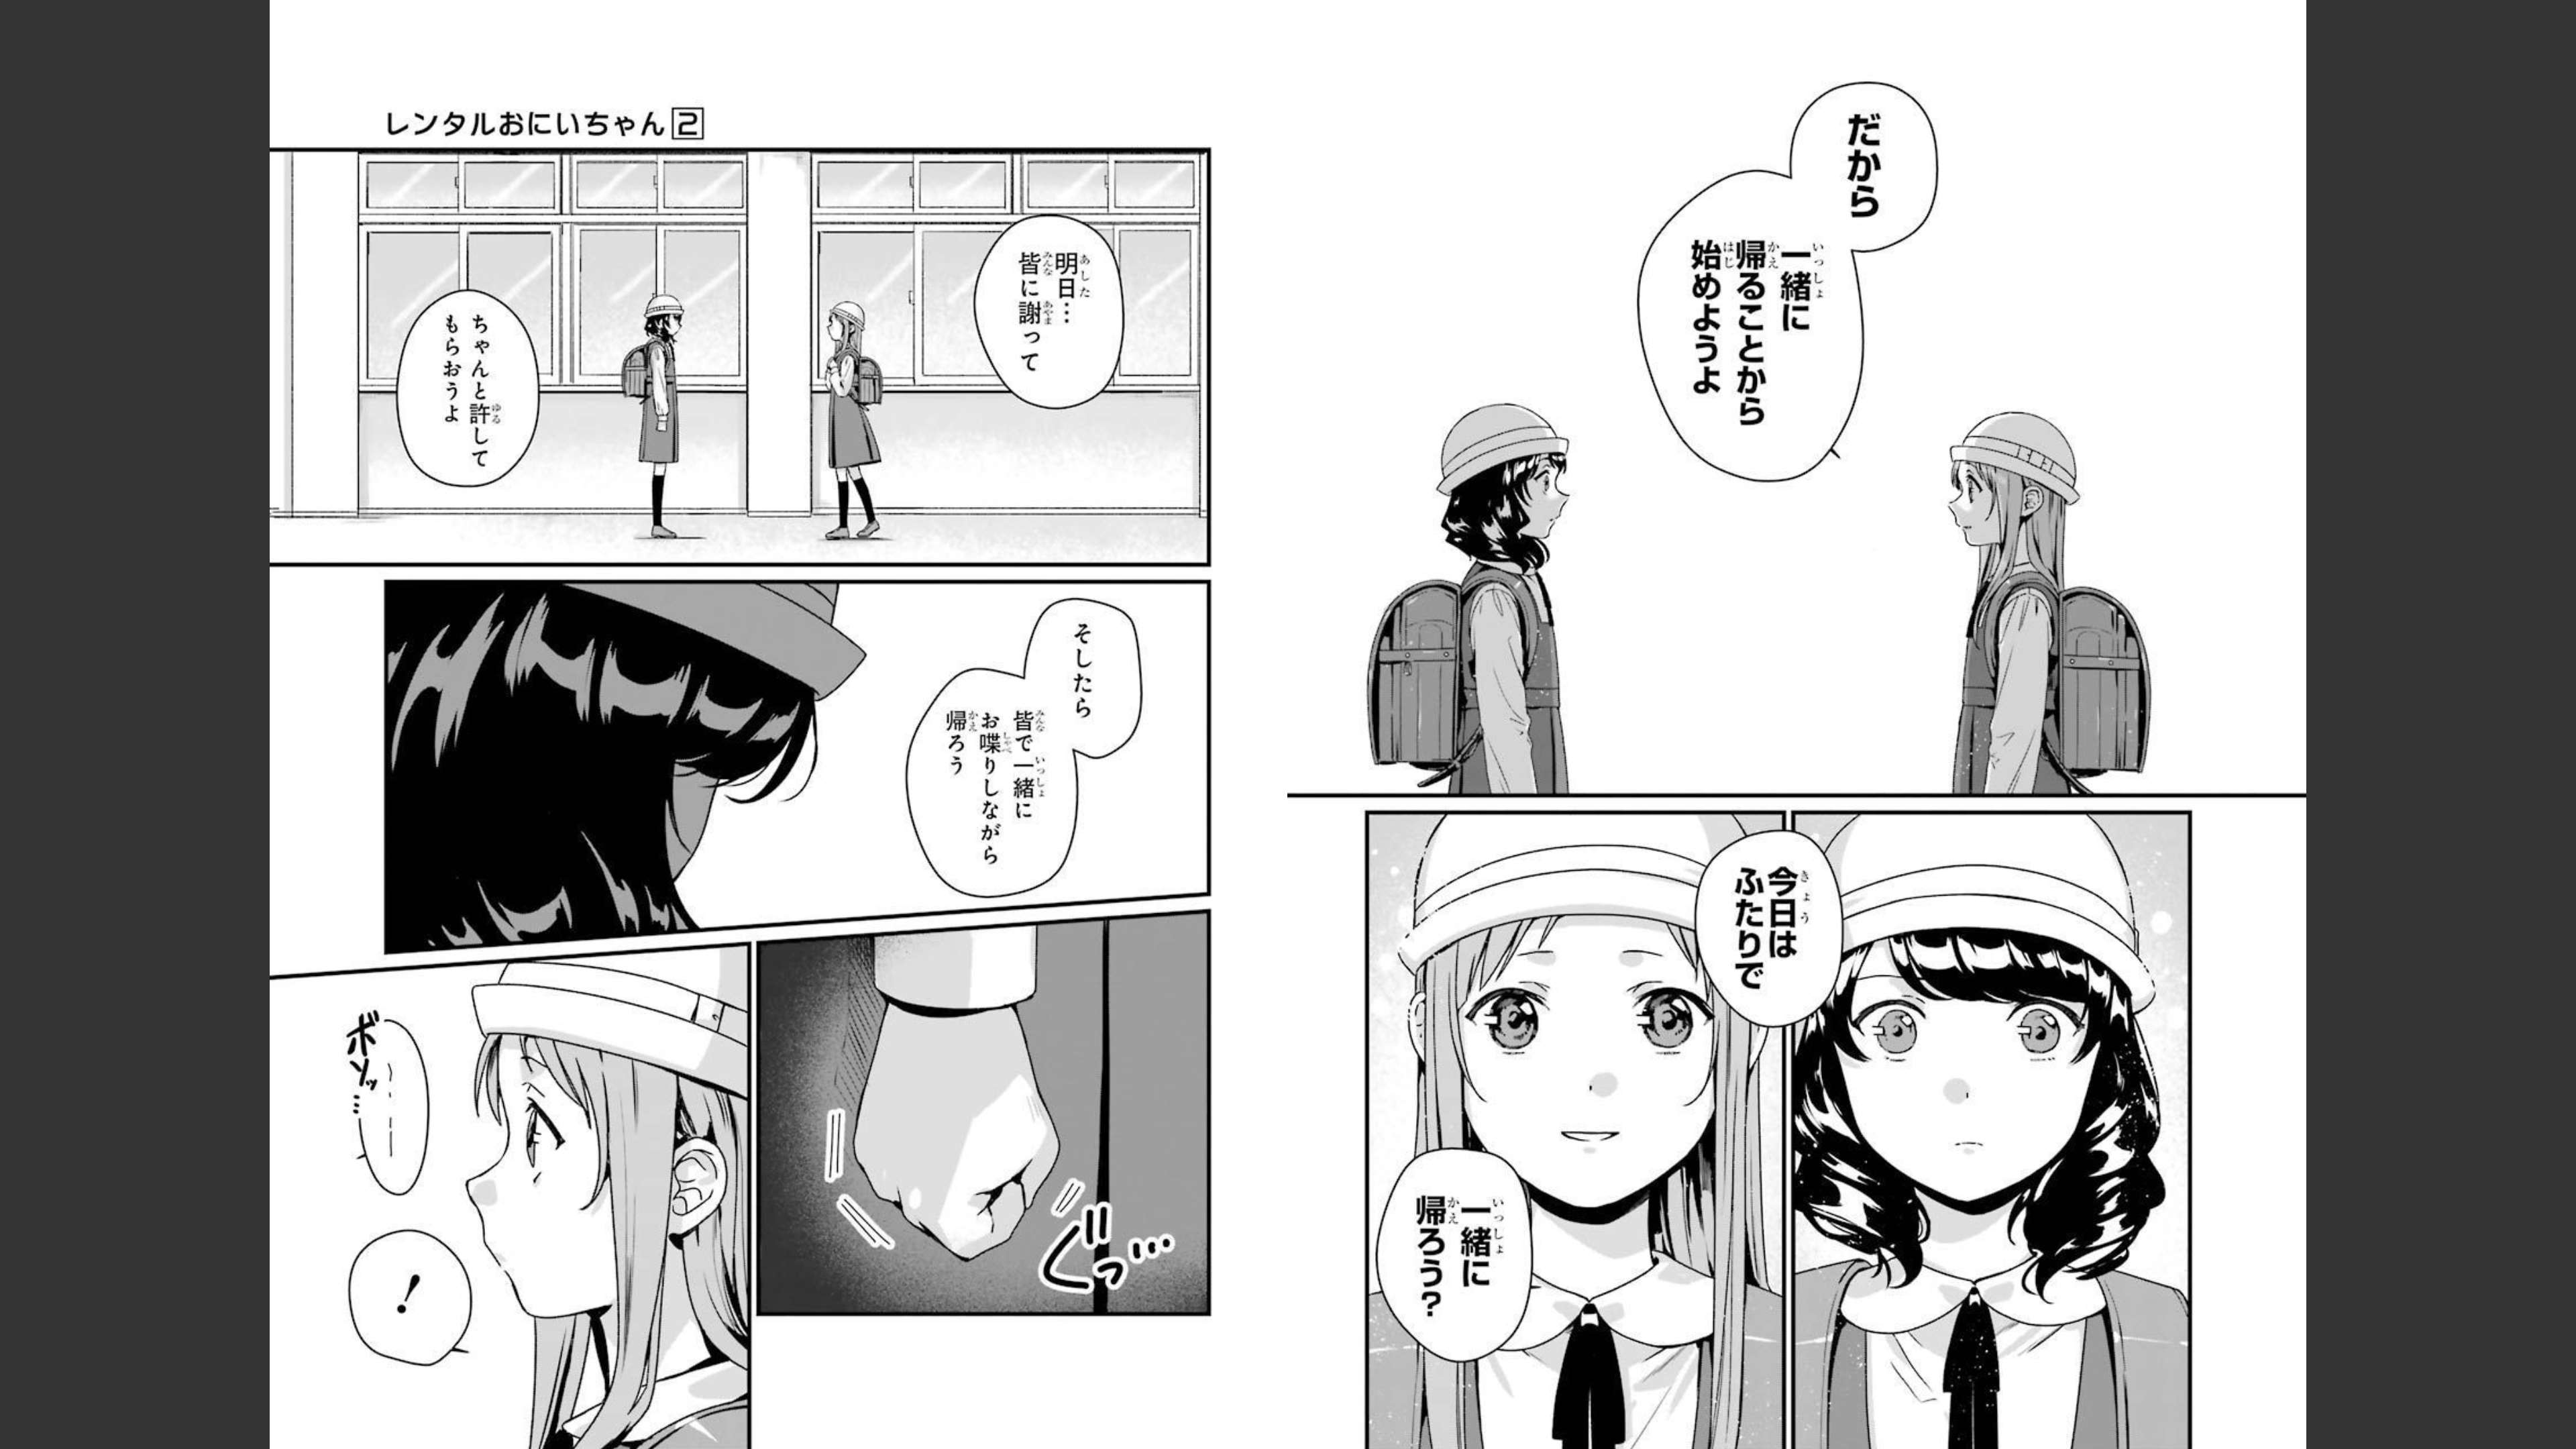 だから
一緒に
帰ることから
始めようよ
今日は
ふたりで
一緒に
帰ろう?
レンタルおにいちゃん2
明日…
皆に謝って
ちゃんと許して
もらおうよ
そしたら
皆で一緒に
お喋りしながら
帰ろう
ぐっ…
ボソッ…
!